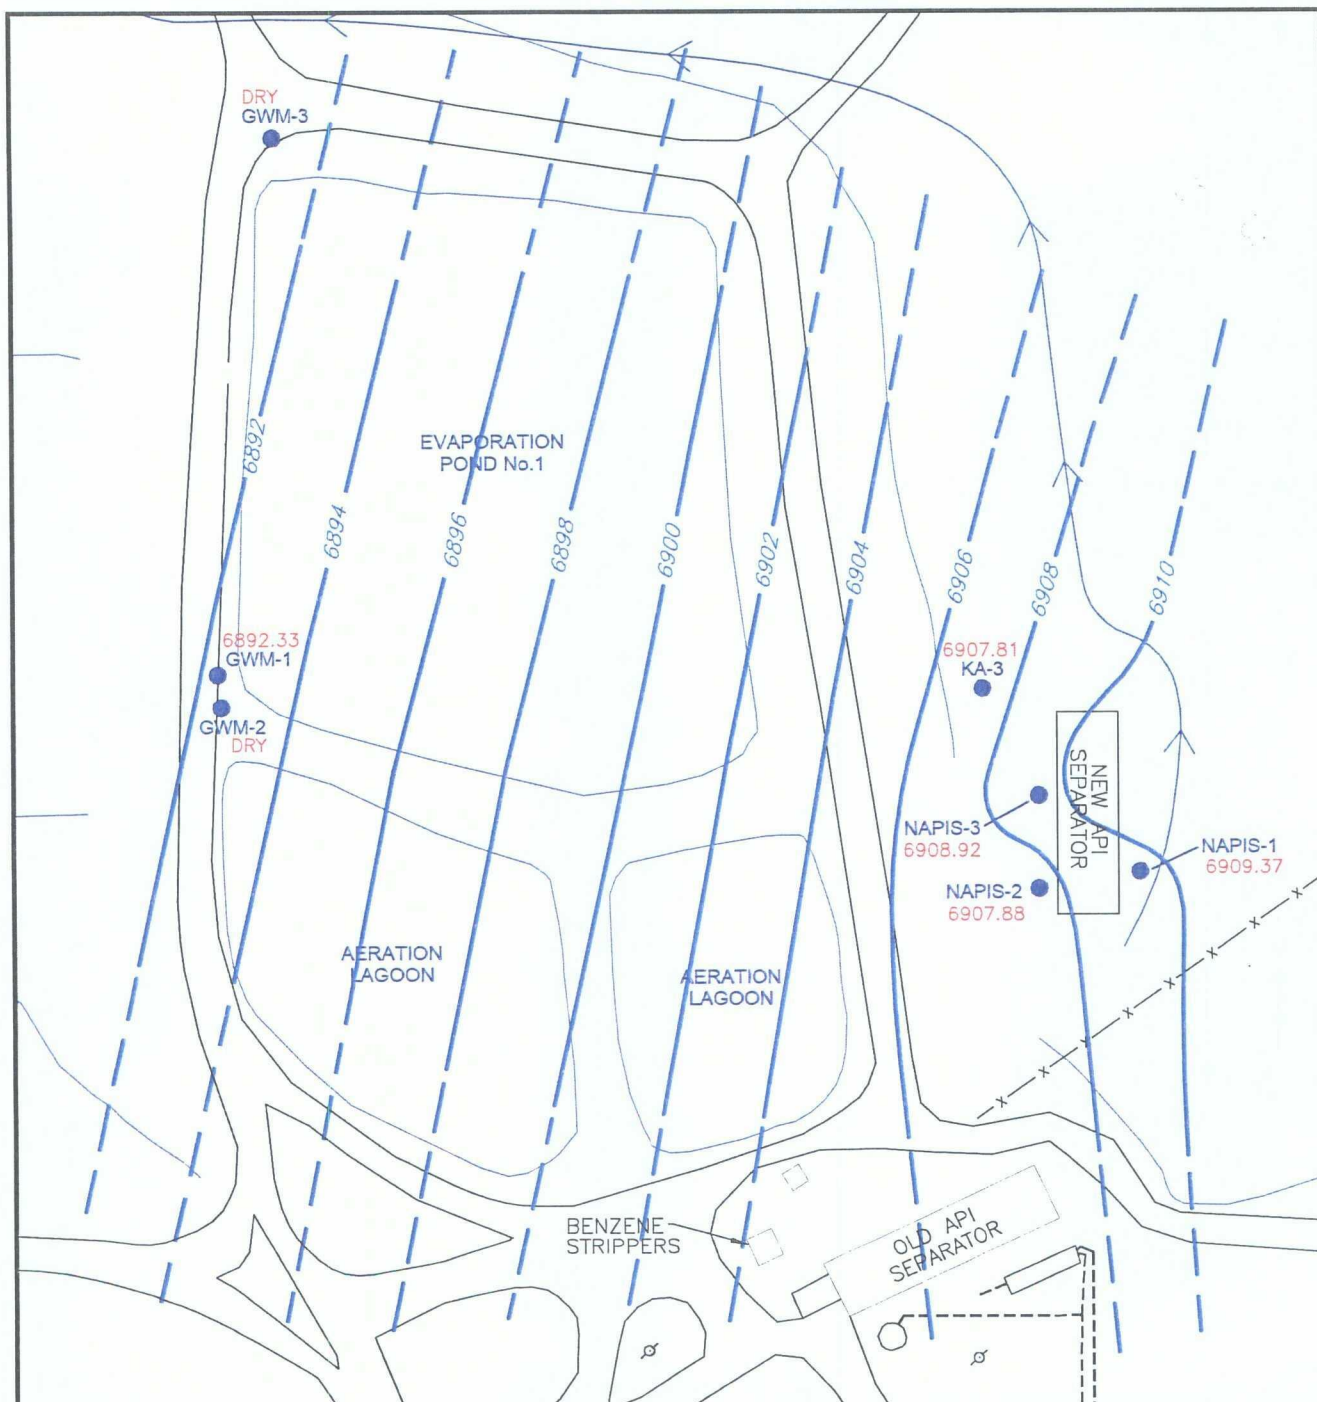 DRY
GWM-3
EVAPORATION
POND No.1
6892
6894
6896
6898
6900
6902
6904
6906
6908
6910
6892.33
GWM-1
GWM-2
DRY
6907.81
KA-3
NEW API
SEPARATOR
NAPIS-3
6908.92
NAPIS-1
6909.37
NAPIS-2
6907.88
AERATION
LAGOON
AERATION
LAGOON
BENZENE
STRIPPERS
OLD API
SEPARATOR